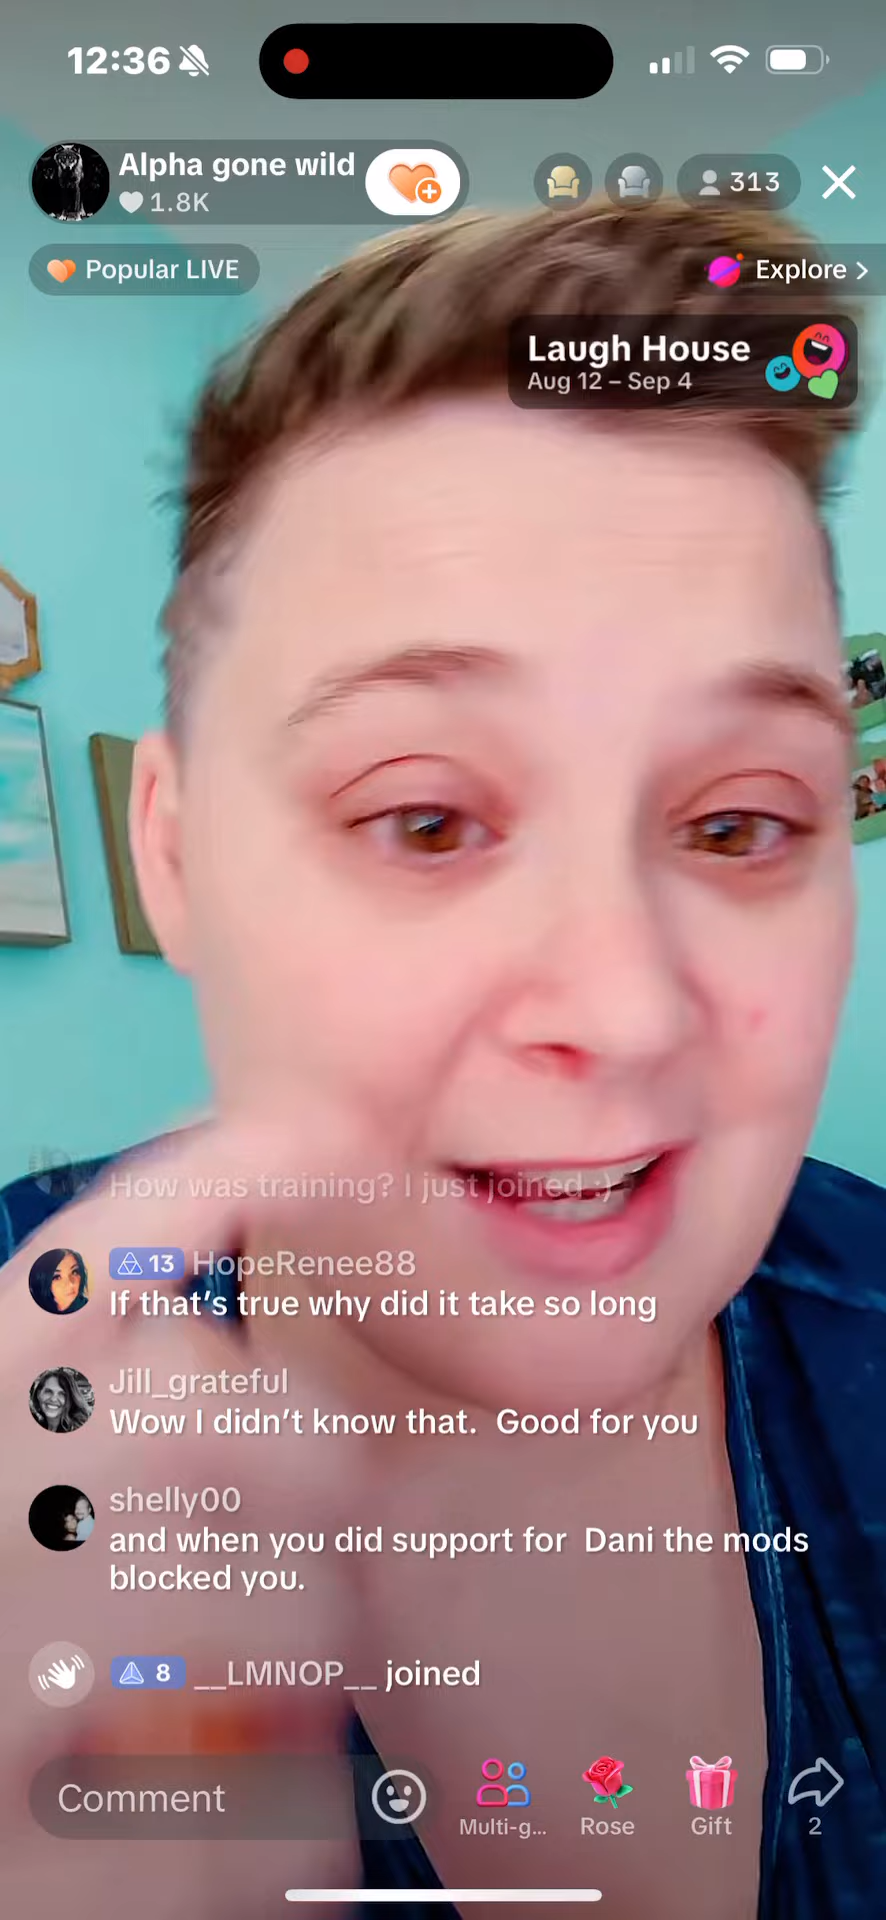 12:36
Alpha gone wild
1.8K
313
Popular LIVE
Explore >
Laugh House
Aug 12 – Sep 4
How was training? I just joined :)
13 HopeRenee88
If that's true why did it take so long
Jill_grateful
Wow I didn't know that.  Good for you
shelly00
and when you did support for  Dani the mods
blocked you.
8 __LMNOP__ joined
Comment
Multi-g...
Rose
Gift
2